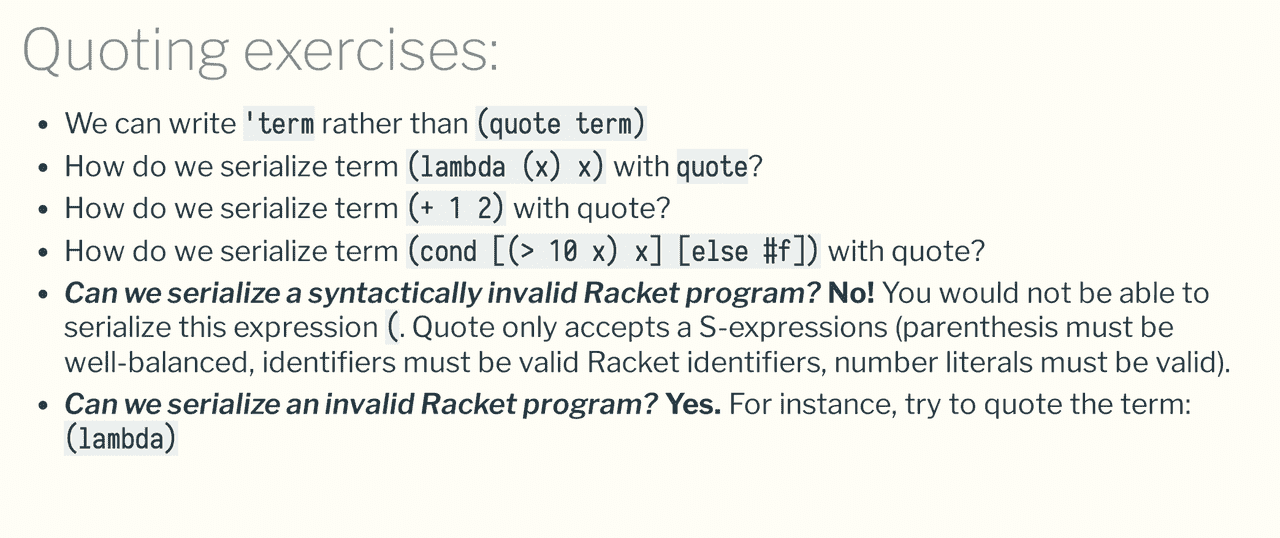 Quoting exercises:
• We can write 'term rather than (quote term)
• How do we serialize term (lambda (x) x) with quote?
• How do we serialize term (+ 1 2) with quote?
• How do we serialize term (cond [(> 10 x) x] [else #f]) with quote?
• Can we serialize a syntactically invalid Racket program? No! You would not be able to
serialize this expression (. Quote only accepts a S-expressions (parenthesis must be
well-balanced, identifiers must be valid Racket identifiers, number literals must be valid).
• Can we serialize an invalid Racket program? Yes. For instance, try to quote the term:
(lambda)